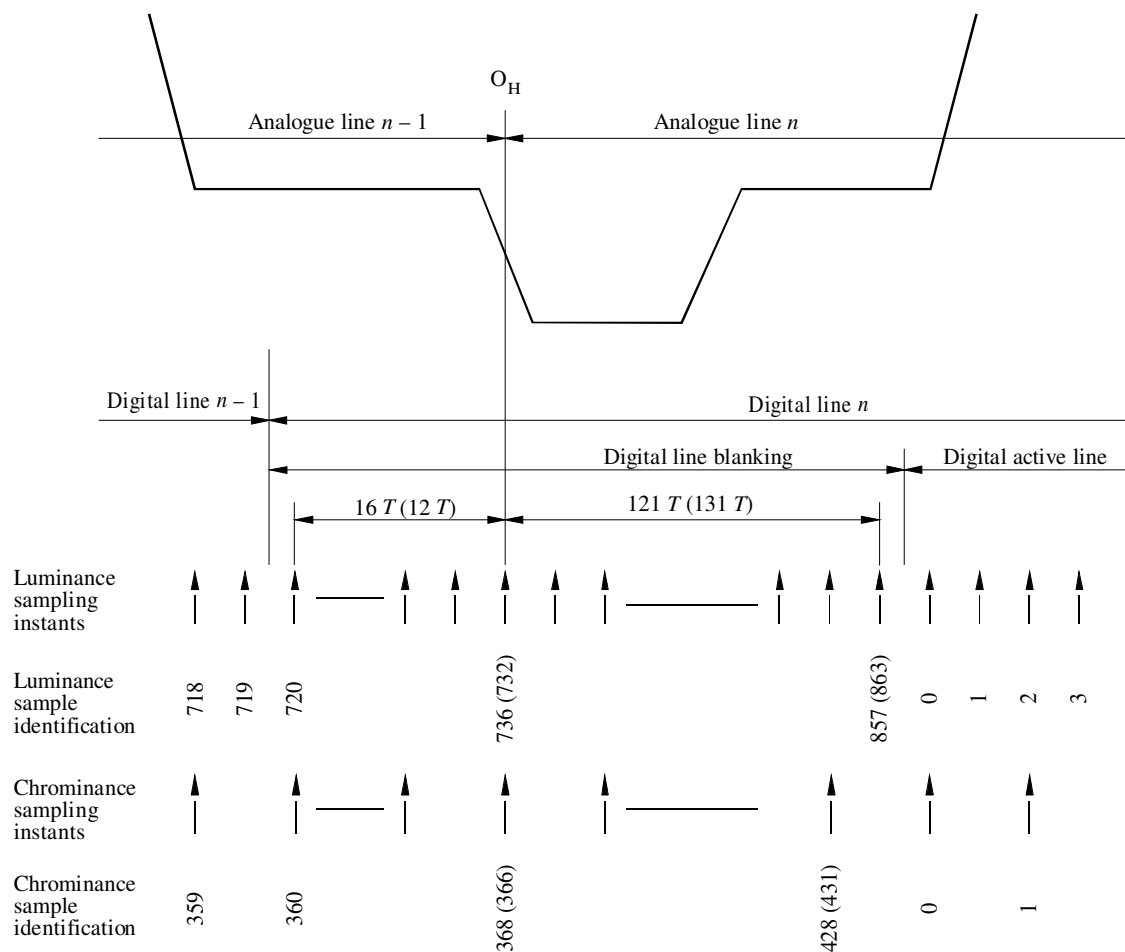 O_H
Analogue line n – 1
Analogue line n
Digital line n – 1
Digital line n
Digital line blanking
Digital active line
16 T (12 T)
121 T (131 T)
Luminance
sampling
instants
Luminance
sample
identification
718
719
720
736 (732)
857 (863)
0
1
2
3
Chrominance
sampling
instants
Chrominance
sample
identification
359
360
368 (366)
428 (431)
0
1